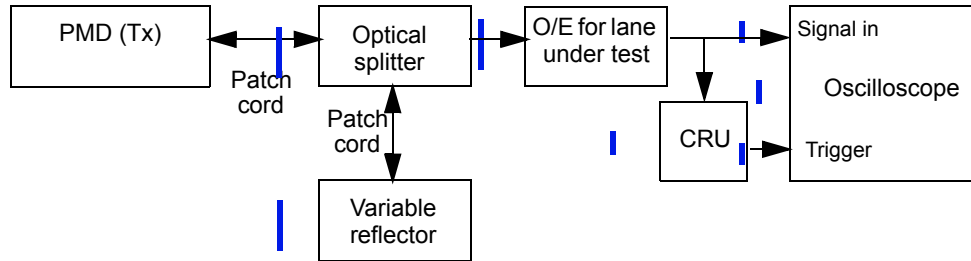 PMD (Tx)
Patch
cord
Optical
splitter
O/E for lane
under test
Signal in
Oscilloscope
Trigger
CRU
Patch
cord
Variable
reflector